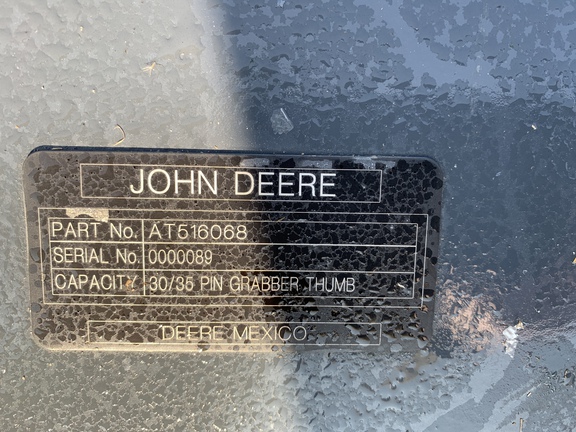 JOHN DEERE
PART No. AT516068
SERIAL No. 0000089
CAPACITY 30/35 PIN GRABBER THUMB
DEERE MEXICO